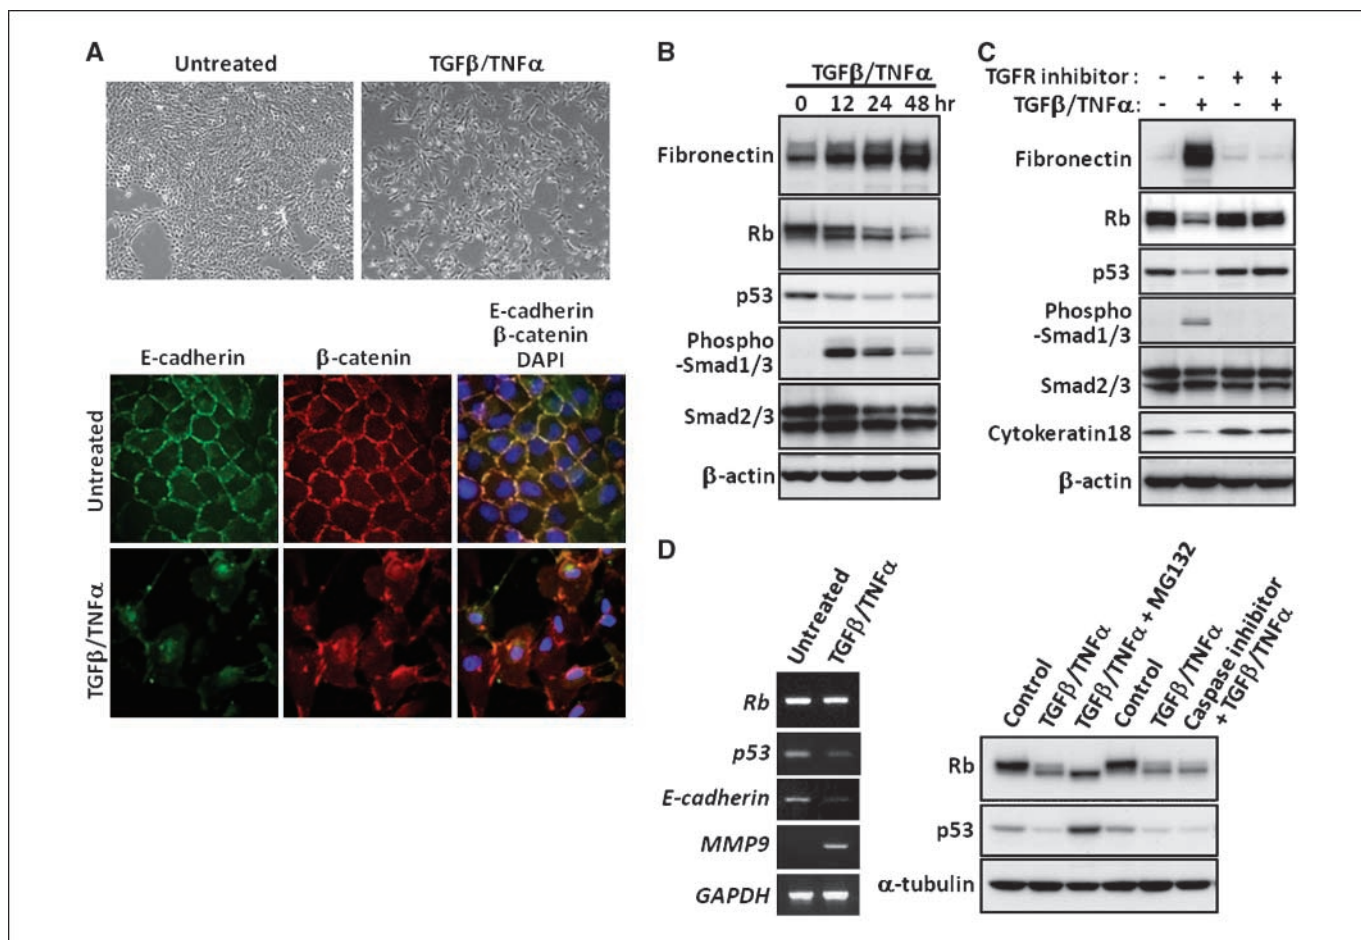 A
Untreated
TGFβ/TNFα
E-cadherin
β-catenin
E-cadherin
β-catenin
DAPI
Untreated
TGFβ/TNFα
B
TGFβ/TNFα
0 12 24 48 hr
Fibronectin
Rb
p53
Phospho
-Smad1/3
Smad2/3
β-actin
C
TGFR inhibitor : - - + +
TGFβ/TNFα: - + - +
Fibronectin
Rb
p53
Phospho
-Smad1/3
Smad2/3
Cytokeratin18
β-actin
D
Untreated
TGFβ/TNFα
Rb
p53
E-cadherin
MMP9
GAPDH
Control
TGFβ/TNFα
TGFβ/TNFα + MG132
Control
TGFβ/TNFα
Caspase inhibitor
+ TGFβ/TNFα
Rb
p53
α-tubulin